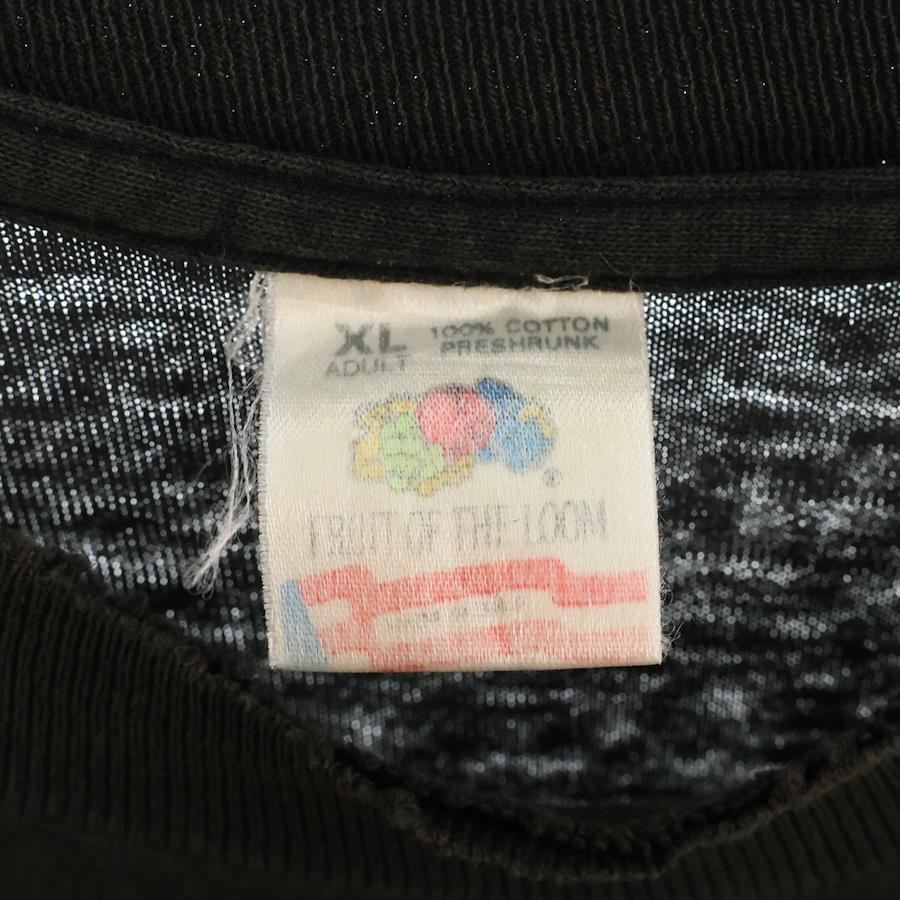 XL 100% COTTON
ADULT PRESHRUNK
®
FRUIT OF THE LOOM